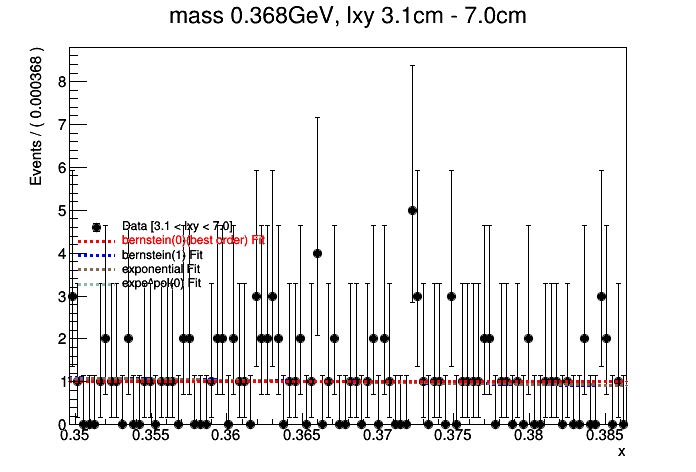 mass 0.368GeV, lxy 3.1cm - 7.0cm
Events / ( 0.000368 )
8
7
6
5
4
3
2
1
0
Data [3.1 < lxy < 7.0]
bernstein(0)(best order) Fit
bernstein(1) Fit
exponential Fit
expo^pol(0) Fit
0.35 0.355 0.36 0.365 0.37 0.375 0.38 0.385
x